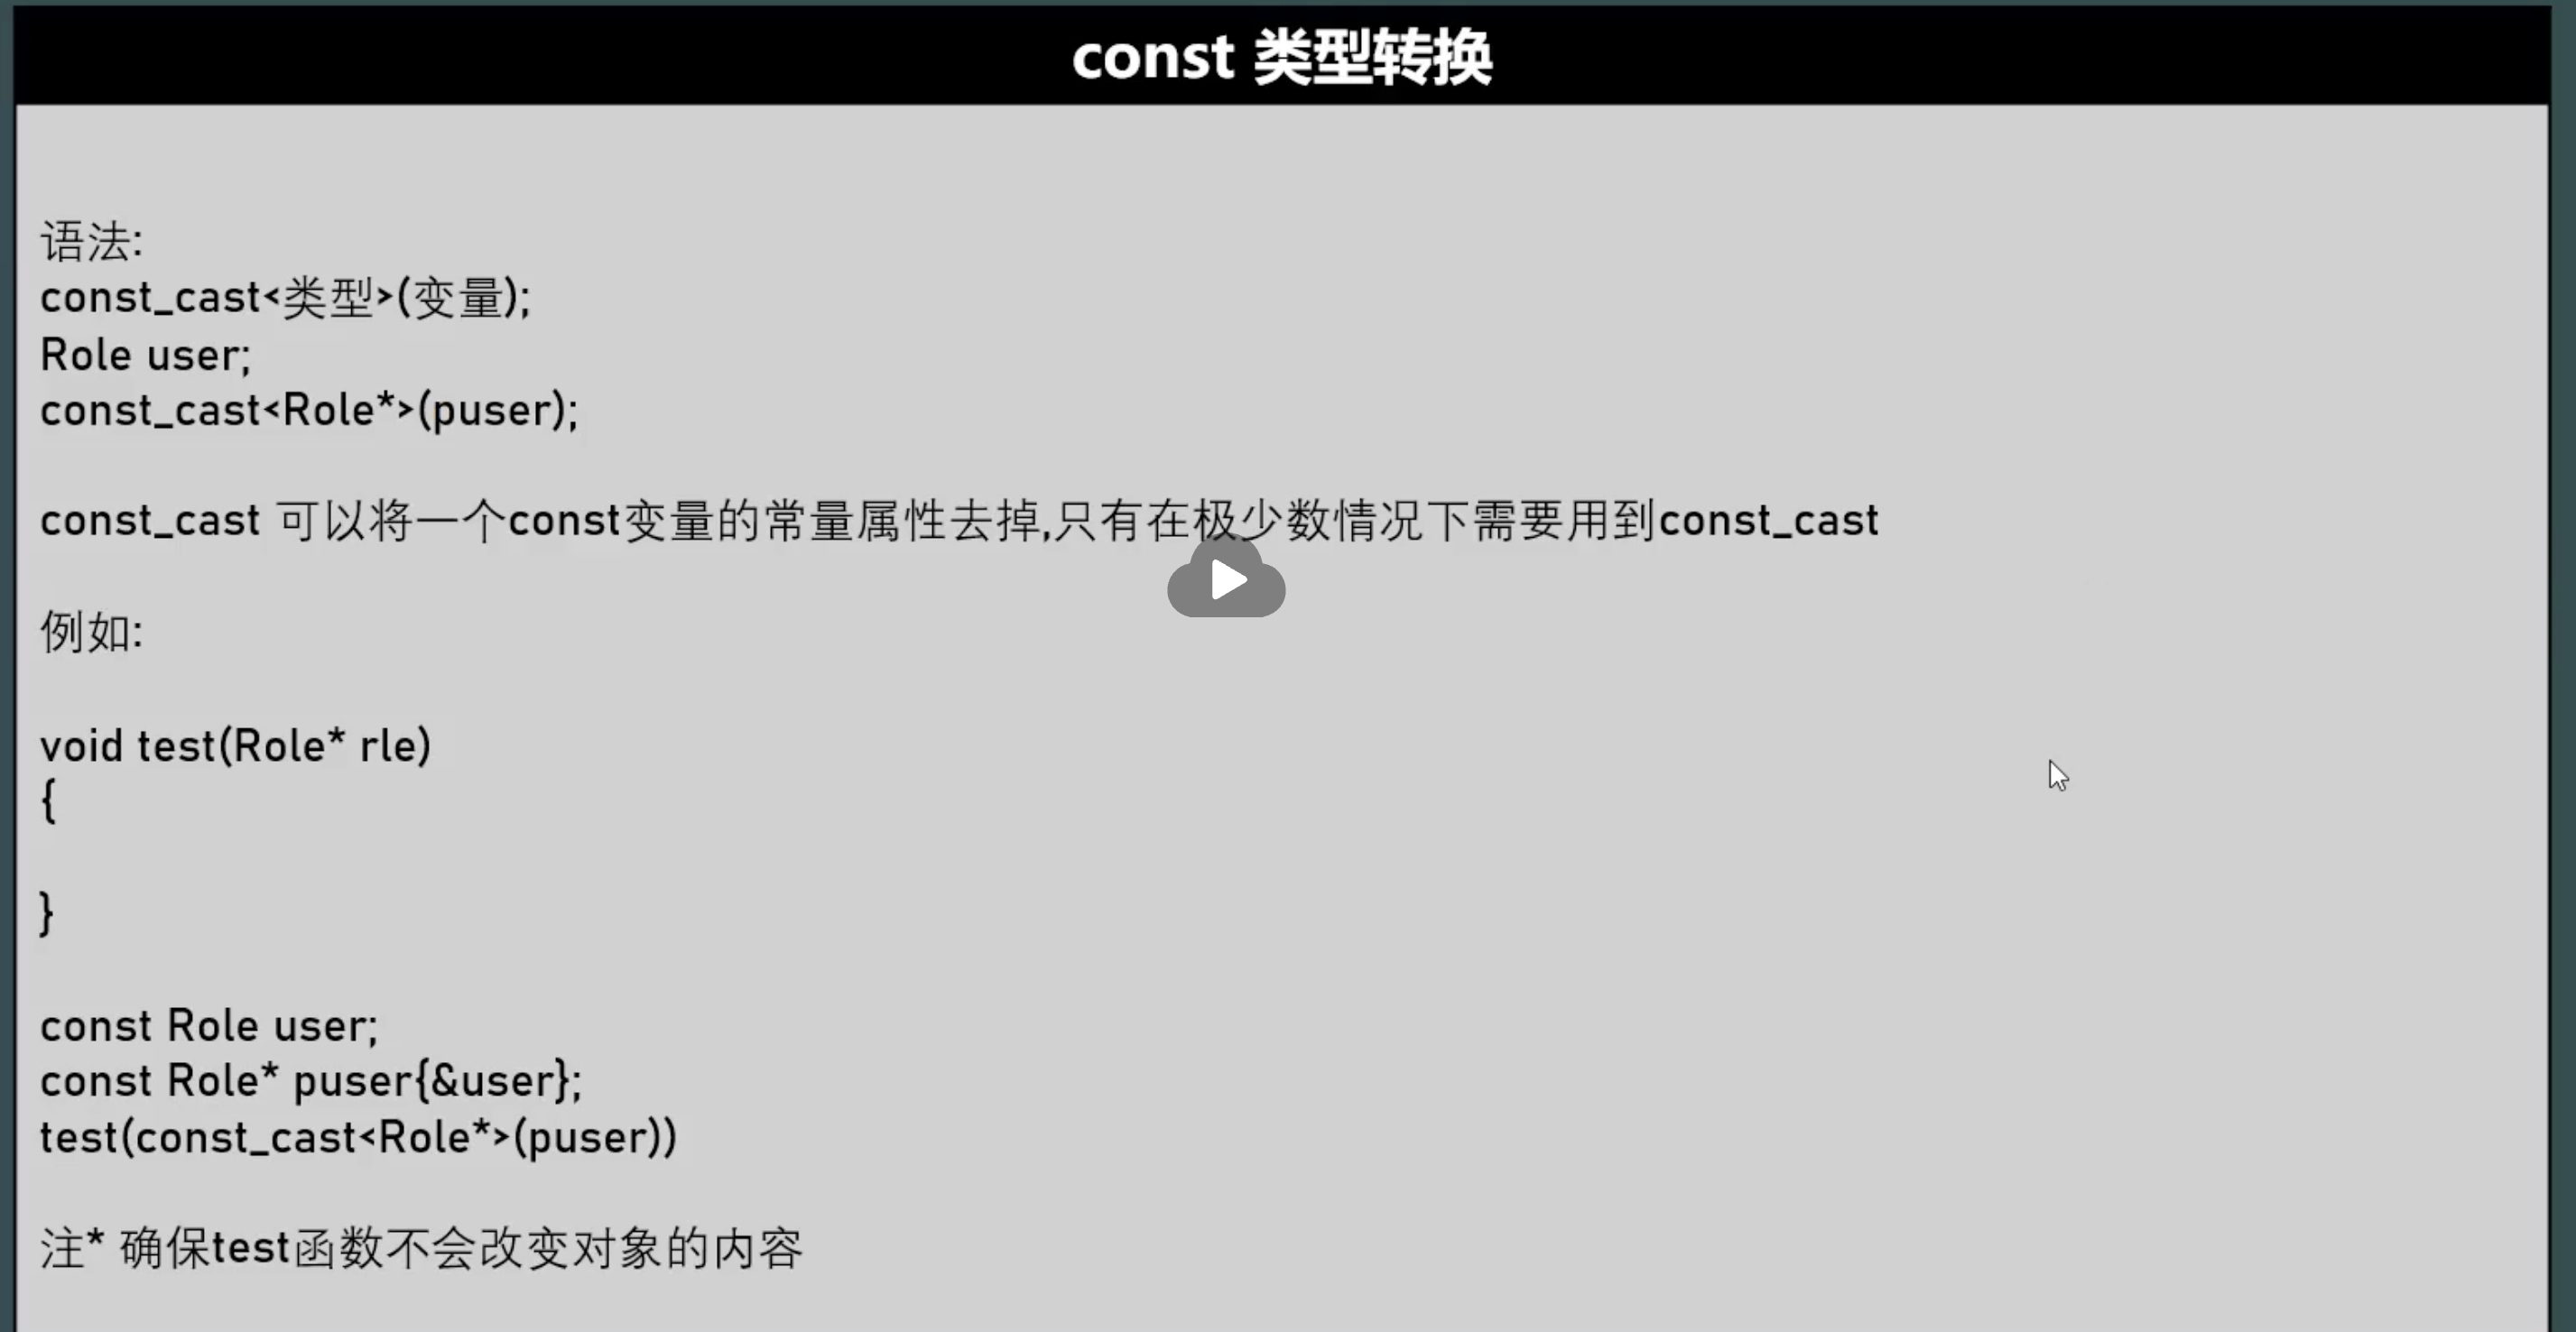 const 类型转换
语法:
const_cast<类型>(变量);
Role user;
const_cast<Role*>(puser);
const_cast 可以将一个const变量的常量属性去掉,只有在极少数情况下需要用到const_cast
例如:
void test(Role* rle)
{
}
const Role user;
const Role* puser{&user};
test(const_cast<Role*>(puser))
注* 确保test函数不会改变对象的内容